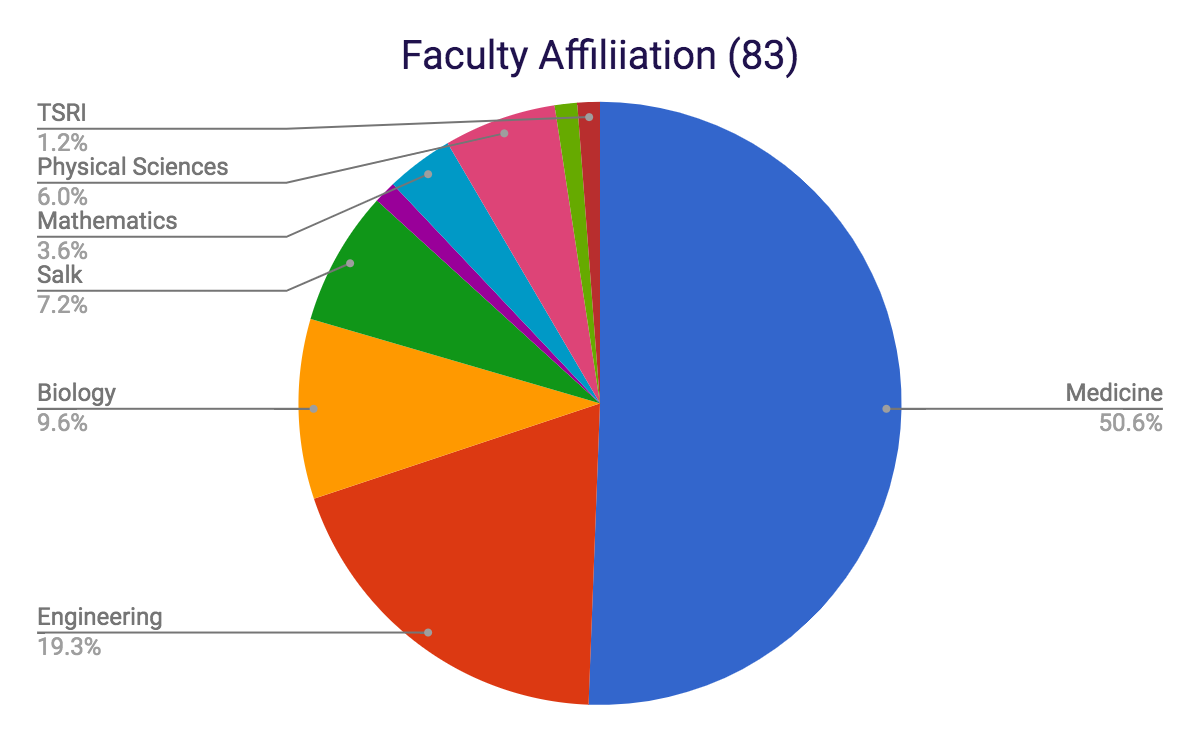 Faculty Affiliiation (83)
TSRI
1.2%
Physical Sciences
6.0%
Mathematics
3.6%
Salk
7.2%
Biology
9.6%
Engineering
19.3%
Medicine
50.6%